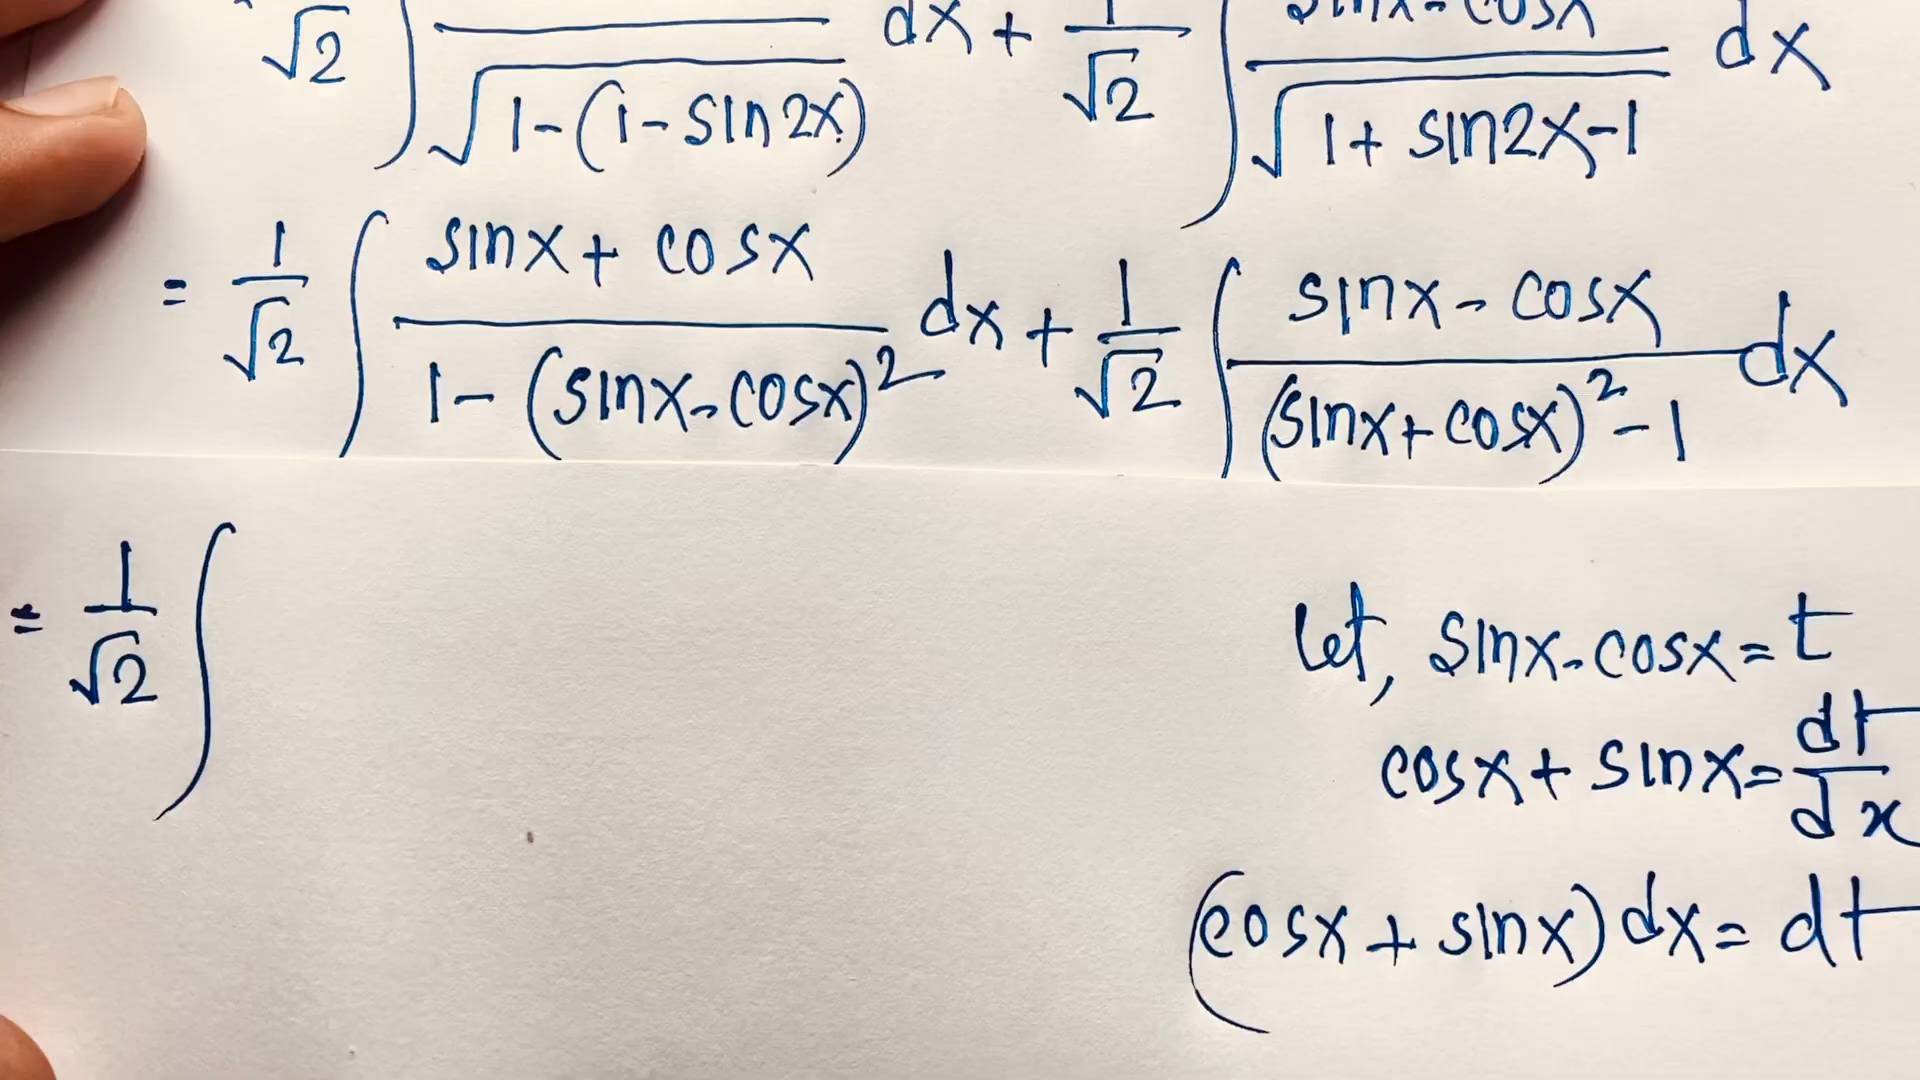 √2 ∫ dx + 1/√2 ∫ sinx-cosx dx
√1-(1-sin2x) √1+ sin2x-1
= 1/√2 ∫ sinx+ cosx / 1-(sinx-cosx)² dx + 1/√2 ∫ sinx-cosx / (sinx+cosx)²-1 dx
= 1/√2 ∫
let, sinx-cosx=t
cosx+ sinx= dt/dx
(cosx+sinx)dx= dt